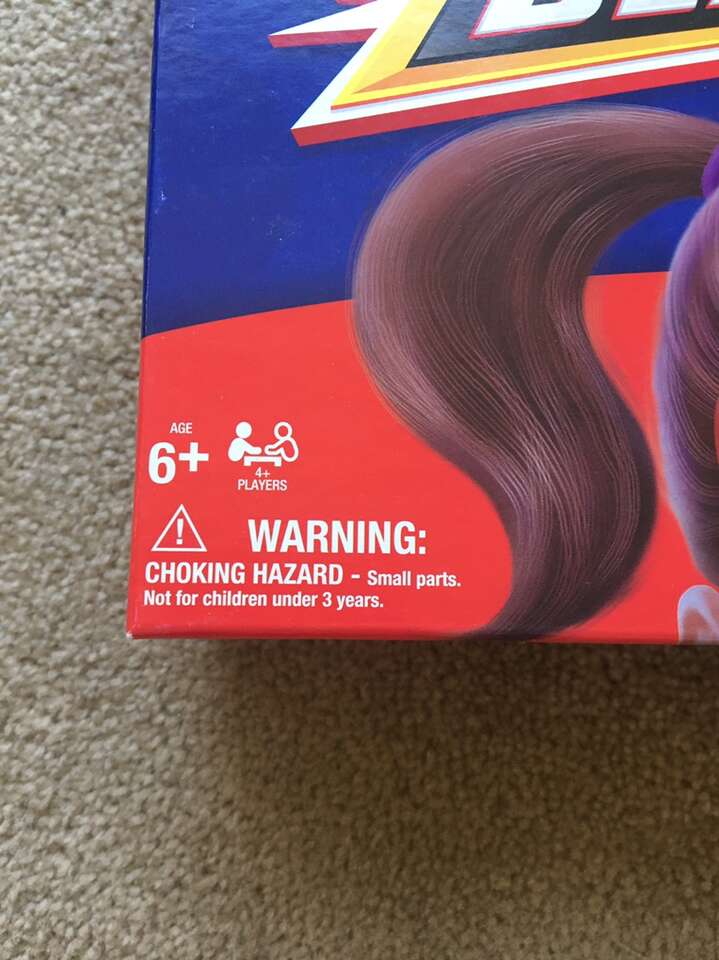 AGE
6+
4+
PLAYERS
WARNING:
CHOKING HAZARD - Small parts.
Not for children under 3 years.